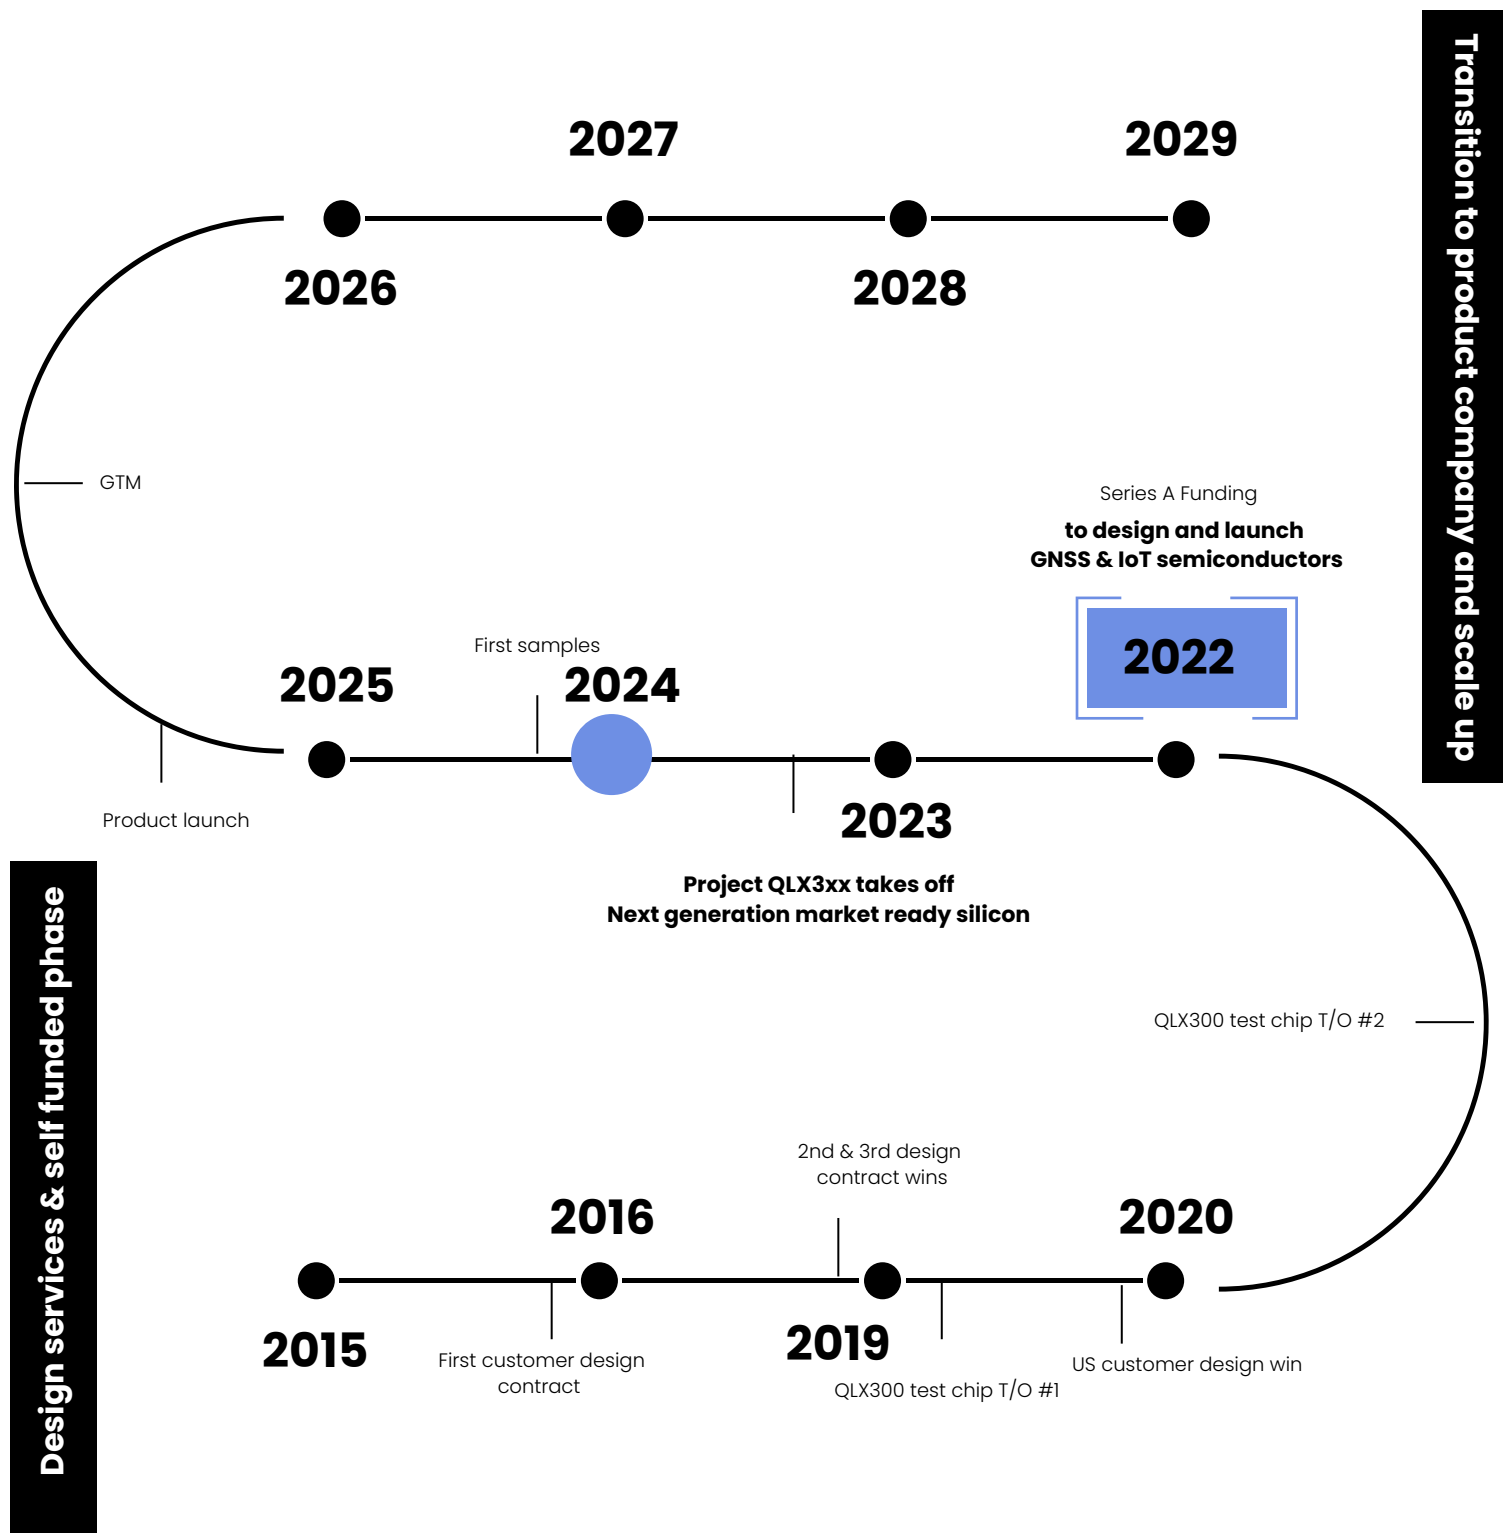 2027
2029
2026
2028
Transition to product company and scale up
GTM
Series A Funding
to design and launch
GNSS & IoT semiconductors
2022
First samples
2025
2024
2023
Product launch
Project QLX3xx takes off
Next generation market ready silicon
Design services & self funded phase
QLX300 test chip T/O #2
2nd & 3rd design
contract wins
2016
2020
2015
2019
First customer design
contract
US customer design win
QLX300 test chip T/O #1